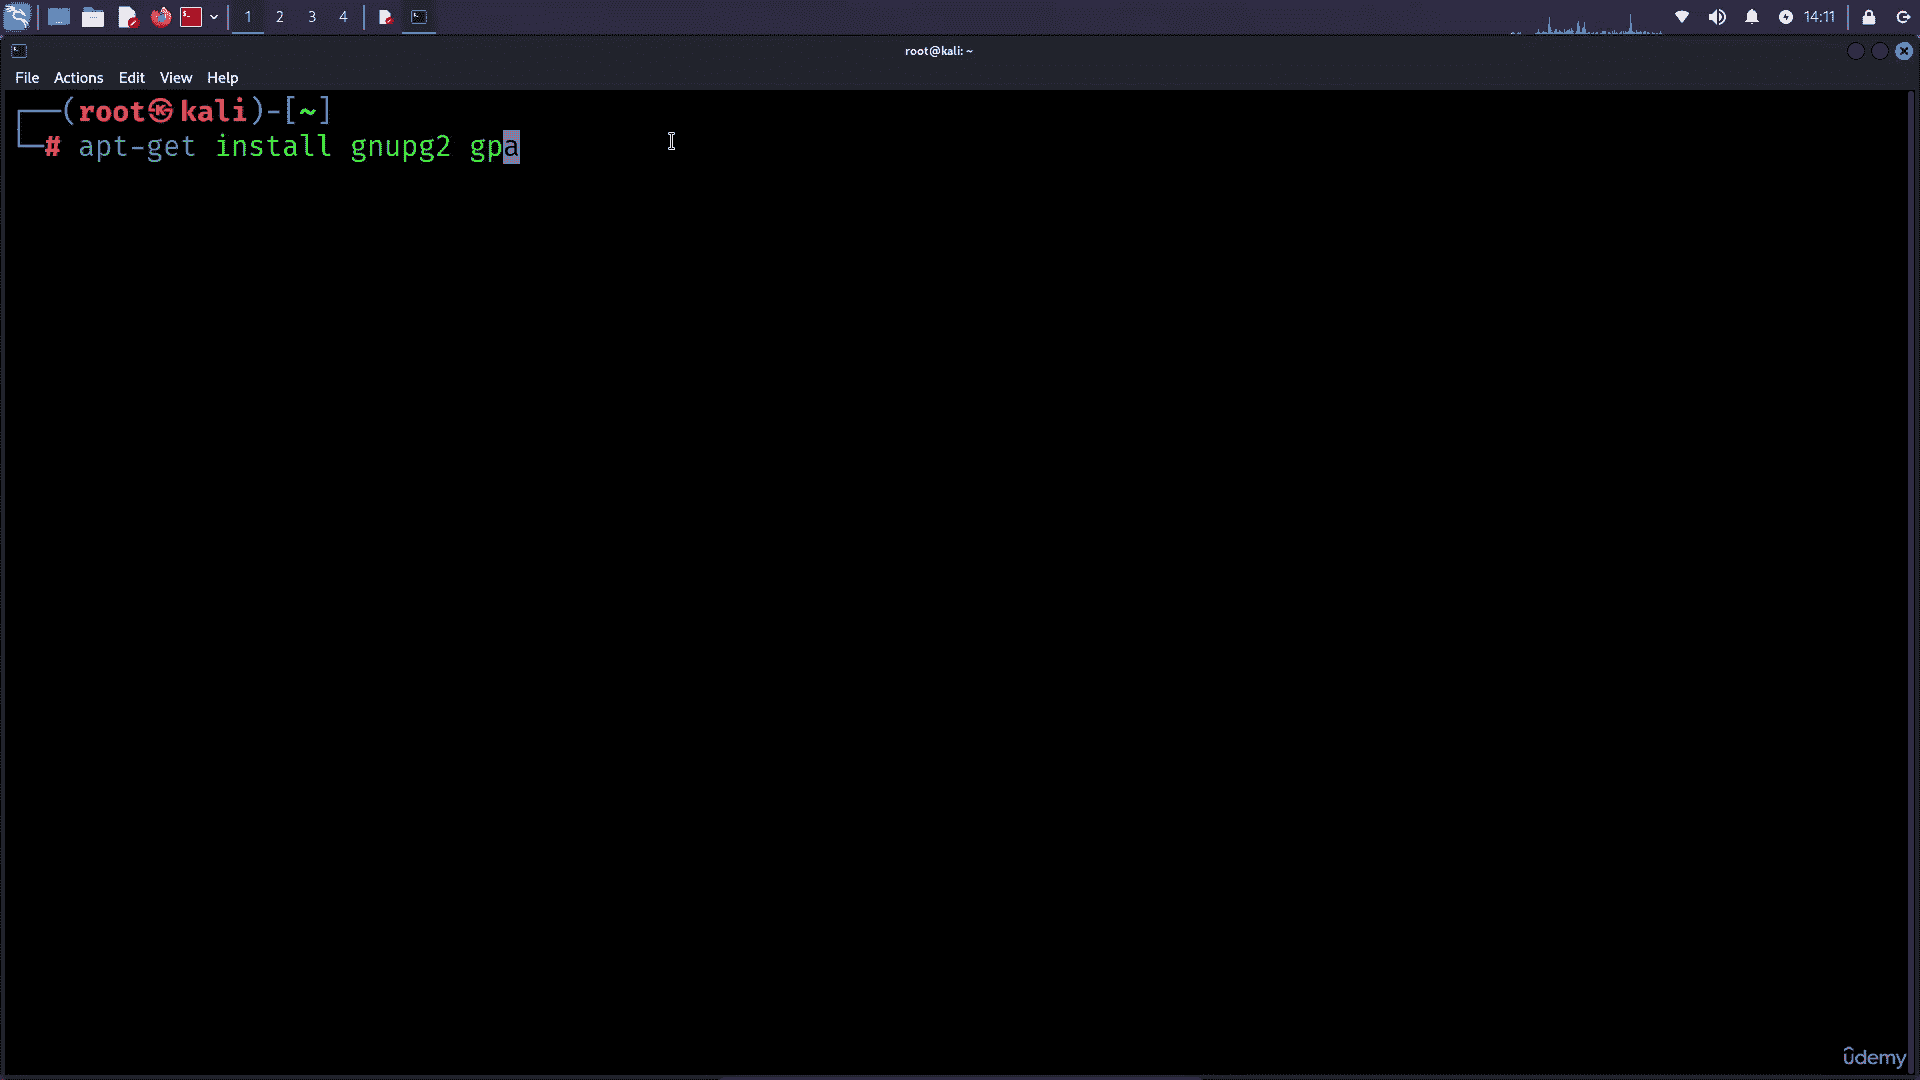 1 2 3 4 14:11
root@kali: ~
File Actions Edit View Help
┌──(root㉿kali)-[~]
└─# apt-get install gnupg2 gpa
ûdemy